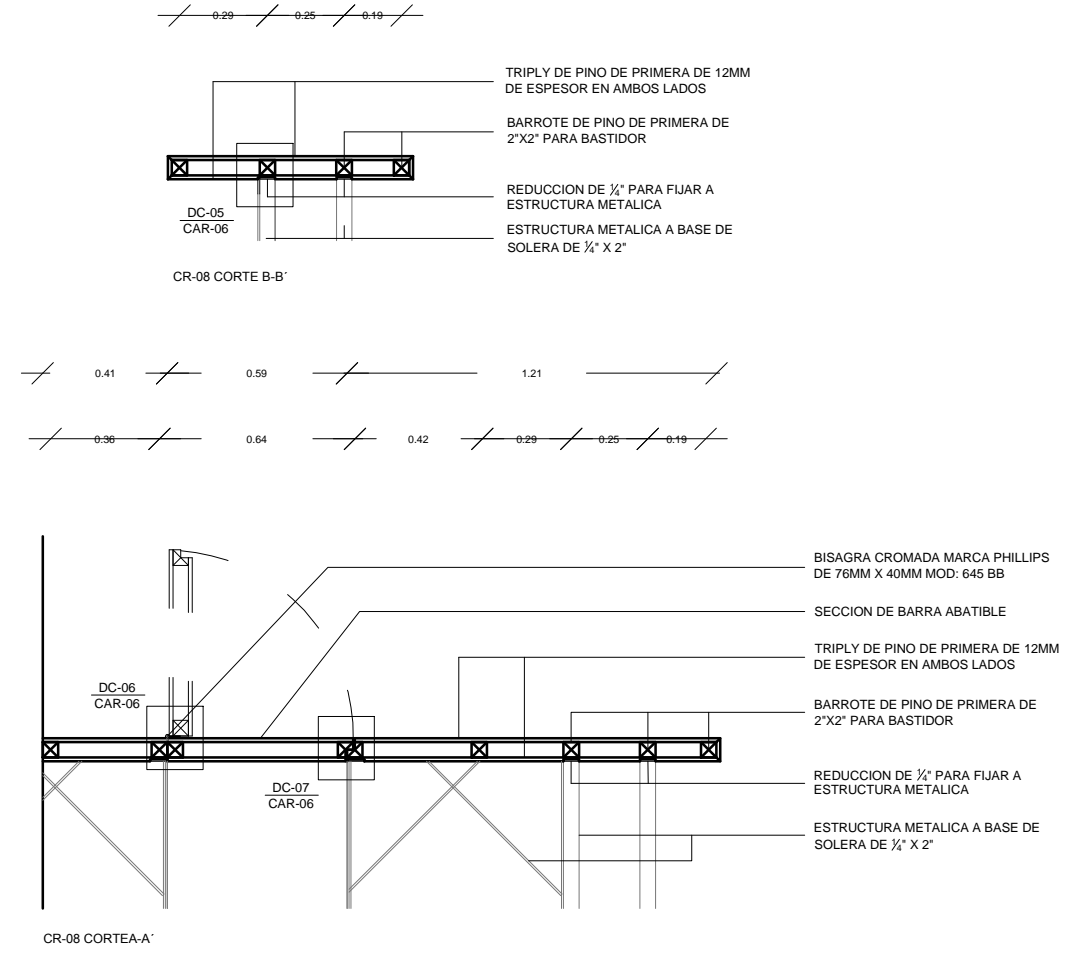 0.29 0.25 0.19
TRIPLY DE PINO DE PRIMERA DE 12MM
DE ESPESOR EN AMBOS LADOS
BARROTE DE PINO DE PRIMERA DE
2"X2" PARA BASTIDOR
REDUCCION DE ¼" PARA FIJAR A
ESTRUCTURA METALICA
DC-05
CAR-06
ESTRUCTURA METALICA A BASE DE
SOLERA DE ¼" X 2"
CR-08 CORTE B-B´
0.41 0.59 1.21
0.36 0.64 0.42 0.29 0.25 0.19
BISAGRA CROMADA MARCA PHILLIPS
DE 76MM X 40MM MOD: 645 BB
SECCION DE BARRA ABATIBLE
TRIPLY DE PINO DE PRIMERA DE 12MM
DE ESPESOR EN AMBOS LADOS
DC-06
CAR-06
BARROTE DE PINO DE PRIMERA DE
2"X2" PARA BASTIDOR
REDUCCION DE ¼" PARA FIJAR A
ESTRUCTURA METALICA
DC-07
CAR-06
ESTRUCTURA METALICA A BASE DE
SOLERA DE ¼" X 2"
CR-08 CORTEA-A´